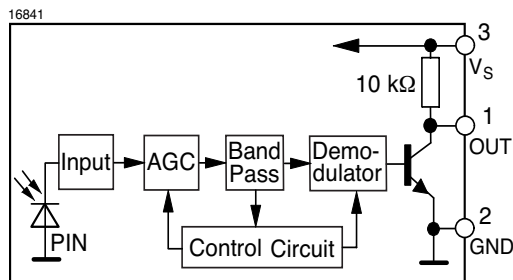 16841
3
V_S
10 kΩ
1
OUT
Input
AGC
Band
Pass
Demo-
dulator
2
GND
PIN
Control Circuit